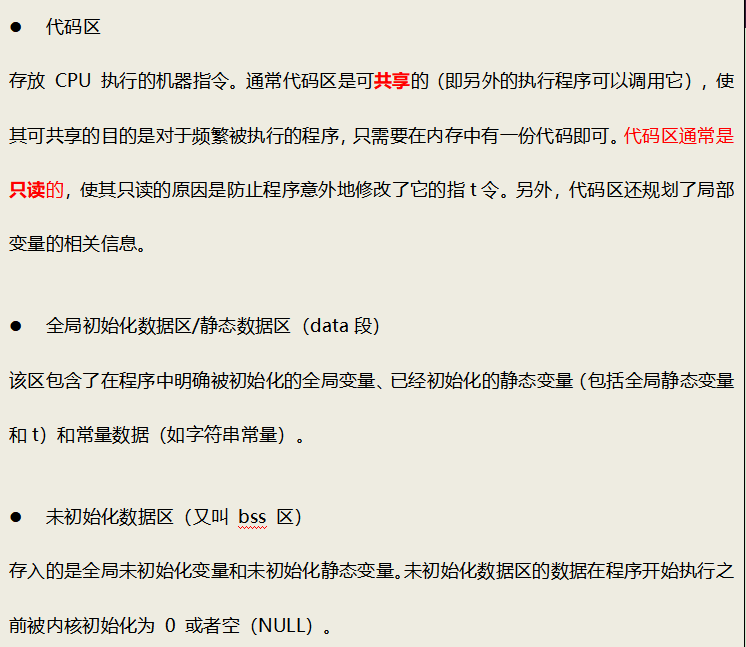 ● 代码区
存放 CPU 执行的机器指令。通常代码区是可共享的（即另外的执行程序可以调用它），使
其可共享的目的是对于频繁被执行的程序，只需要在内存中有一份代码即可。代码区通常是
只读的，使其只读的原因是防止程序意外地修改了它的指 t 令。另外，代码区还规划了局部
变量的相关信息。
● 全局初始化数据区/静态数据区（data 段）
该区包含了在程序中明确被初始化的全局变量、已经初始化的静态变量（包括全局静态变量
和 t）和常量数据（如字符串常量）。
● 未初始化数据区（又叫 bss 区）
存入的是全局未初始化变量和未初始化静态变量。未初始化数据区的数据在程序开始执行之
前被内核初始化为 0 或者空（NULL）。